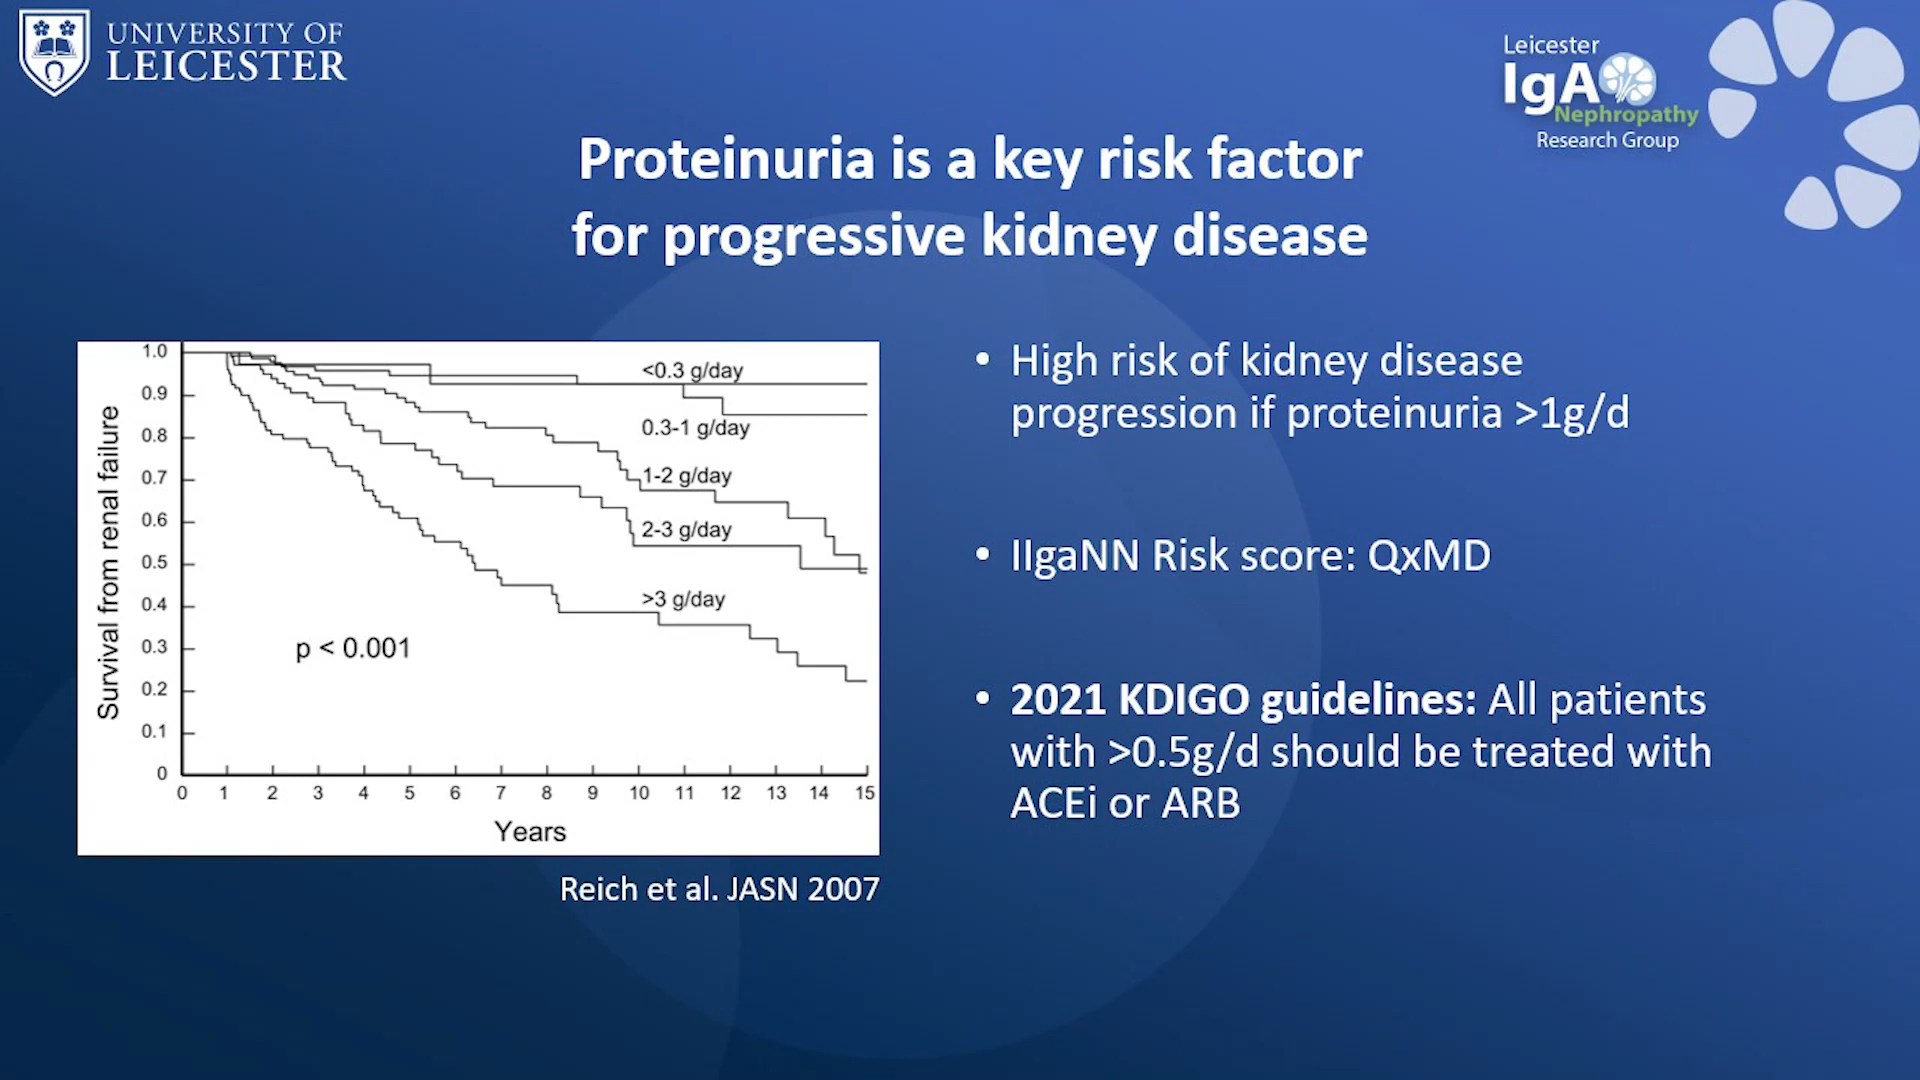 UNIVERSITY OF
LEICESTER
Leicester
IgA
Nephropathy
Research Group
Proteinuria is a key risk factor
for progressive kidney disease
Survival from renal failure
1.0
0.9
0.8
0.7
0.6
0.5
0.4
0.3
0.2
0.1
0
<0.3 g/day
0.3-1 g/day
1-2 g/day
2-3 g/day
>3 g/day
p < 0.001
0 1 2 3 4 5 6 7 8 9 10 11 12 13 14 15
Years
Reich et al. JASN 2007
• High risk of kidney disease
progression if proteinuria >1g/d
• IIgaNN Risk score: QxMD
• 2021 KDIGO guidelines: All patients
with >0.5g/d should be treated with
ACEi or ARB